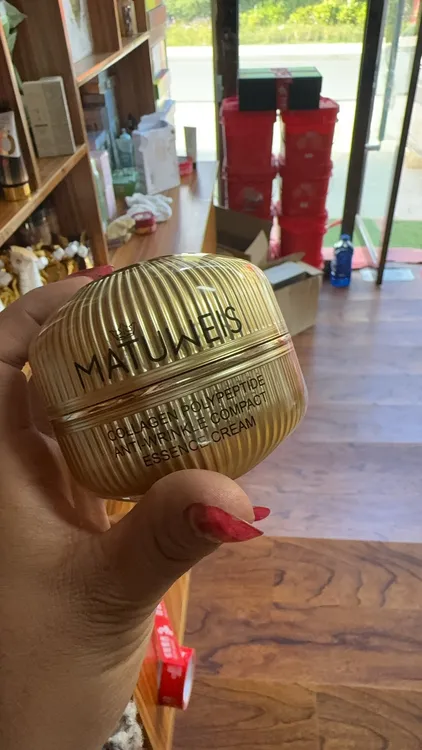 MATUWEIS
COLLAGEN POLYPEPTIDE
ANTI-WRINKLE COMPACT
ESSENCE CREAM